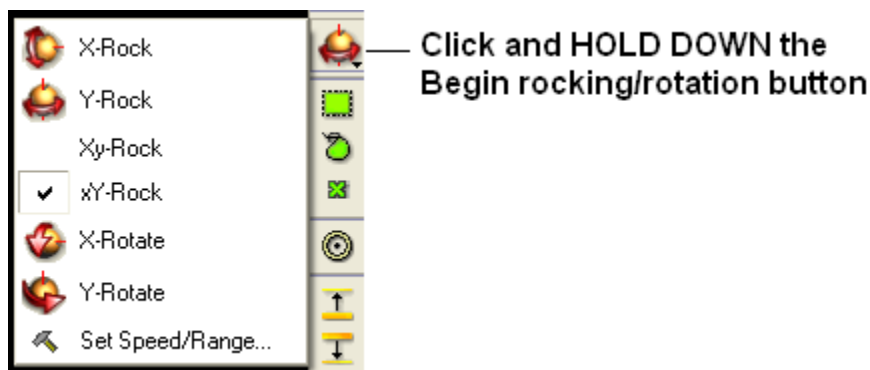 X-Rock
Y-Rock
Xy-Rock
xY-Rock
X-Rotate
Y-Rotate
Set Speed/Range...
Click and HOLD DOWN the
Begin rocking/rotation button